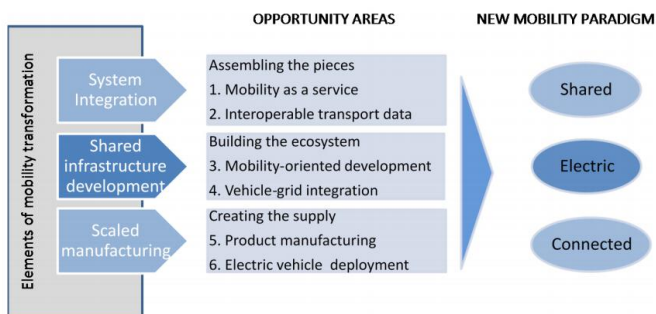 OPPORTUNITY AREAS
NEW MOBILITY PARADIGM
Elements of mobility transformation
System
Integration
Assembling the pieces
1. Mobility as a service
2. Interoperable transport data
Shared
infrastructure
development
Building the ecosystem
3. Mobility-oriented development
4. Vehicle-grid integration
Scaled
manufacturing
Creating the supply
5. Product manufacturing
6. Electric vehicle deployment
Shared
Electric
Connected